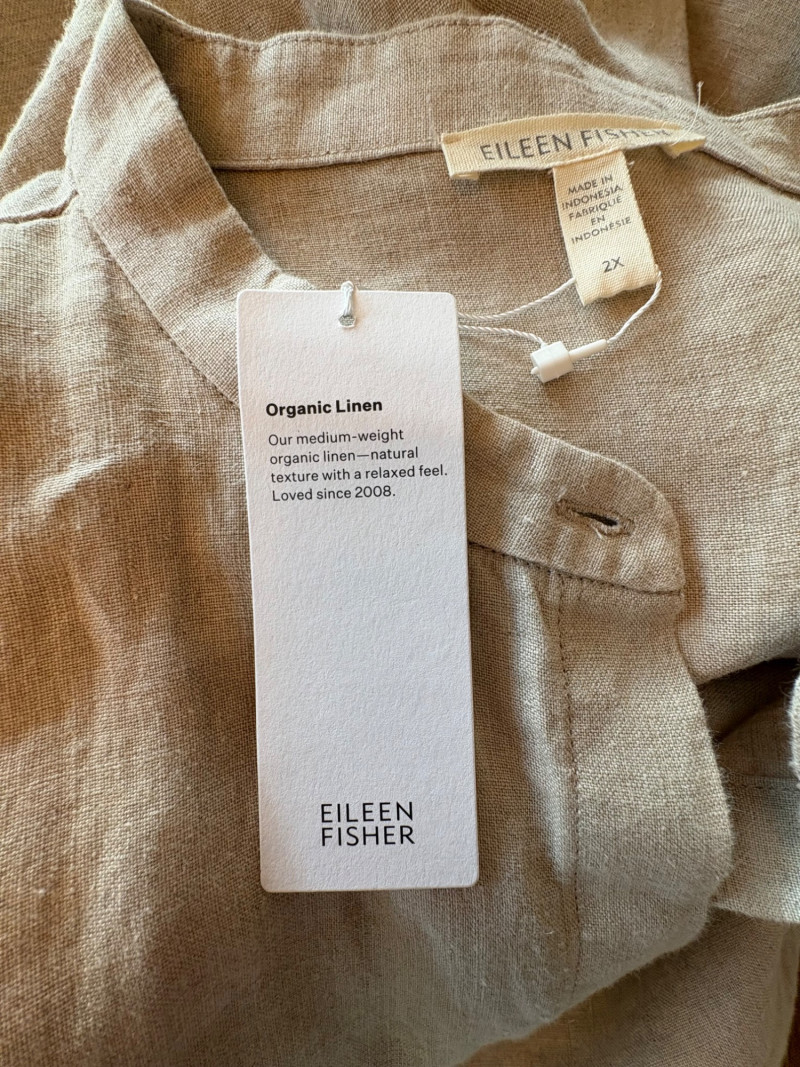 EILEEN FISHER
MADE IN
INDONESIA
FABRIQUÉ
EN
INDONÉSIE
2X
Organic Linen
Our medium-weight
organic linen—natural
texture with a relaxed feel.
Loved since 2008.
EILEEN
FISHER